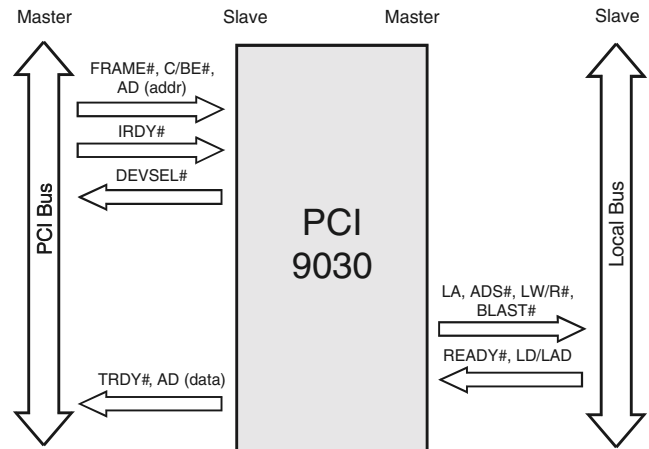 Master
Slave
Master
Slave
FRAME#, C/BE#,
AD (addr)
IRDY#
DEVSEL#
PCI Bus
PCI
9030
Local Bus
LA, ADS#, LW/R#,
BLAST#
READY#, LD/LAD
TRDY#, AD (data)